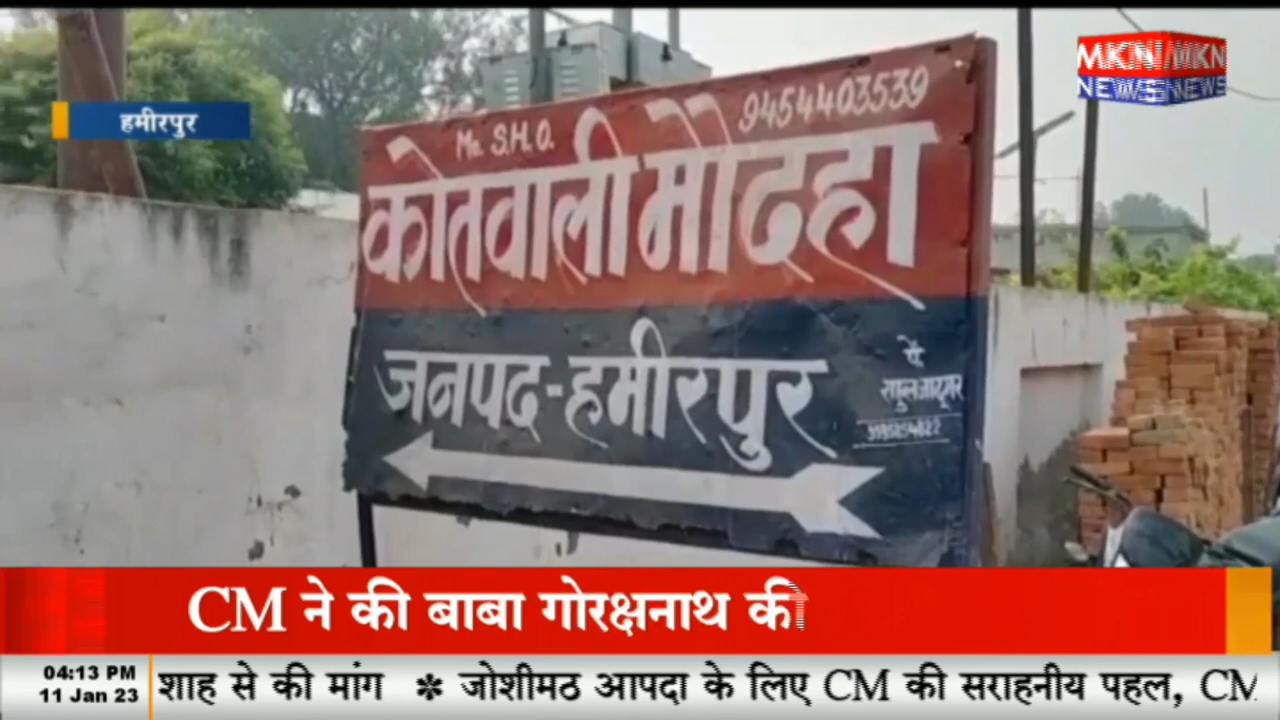 MKN MKN
NEWS NEWS NEWS
हमीरपुर
Mo. S.H.O. 9454403539
कोतवाली मौदहा
जनपद-हमीरपुर
पें
CM ने की बाबा गोरक्षनाथ की
04:13 PM
11 Jan 23
शाह से की मांग * जोशीमठ आपदा के लिए CM की सराहनीय पहल, CM